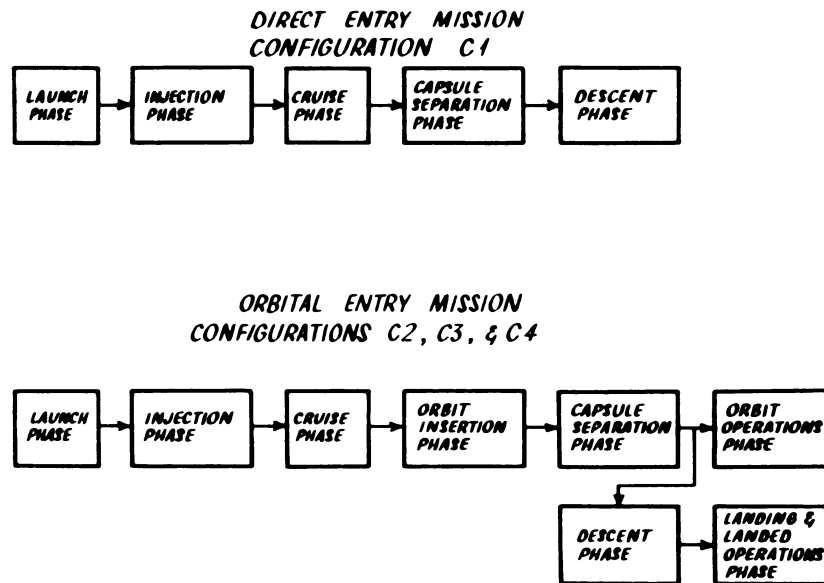 DIRECT ENTRY MISSION
CONFIGURATION C1
LAUNCH
PHASE
INJECTION
PHASE
CRUISE
PHASE
CAPSULE
SEPARATION
PHASE
DESCENT
PHASE
ORBITAL ENTRY MISSION
CONFIGURATIONS C2, C3, & C4
LAUNCH
PHASE
INJECTION
PHASE
CRUISE
PHASE
ORBIT
INSERTION
PHASE
CAPSULE
SEPARATION
PHASE
ORBIT
OPERATIONS
PHASE
DESCENT
PHASE
LANDING &
LANDED
OPERATIONS
PHASE